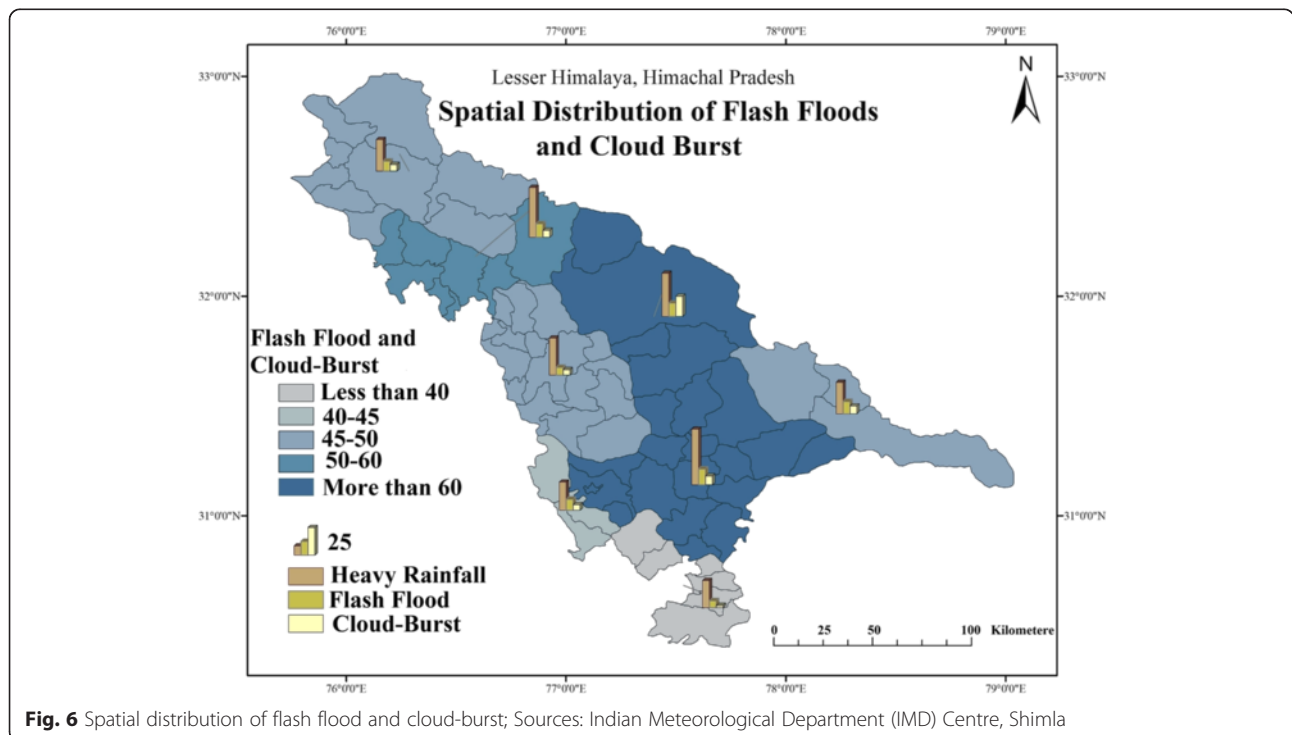 76°0'0"E 77°0'0"E 78°0'0"E 79°0'0"E
33°0'0"N 33°0'0"N
N
Lesser Himalaya, Himachal Pradesh
Spatial Distribution of Flash Floods
and Cloud Burst
32°0'0"N 32°0'0"N
Flash Flood and
Cloud-Burst
Less than 40
40-45
45-50
50-60
More than 60
31°0'0"N 31°0'0"N
25
Heavy Rainfall
Flash Flood
Cloud-Burst
0 25 50 100 Kilometere
76°0'0"E 77°0'0"E 78°0'0"E 79°0'0"E
Fig. 6 Spatial distribution of flash flood and cloud-burst; Sources: Indian Meteorological Department (IMD) Centre, Shimla